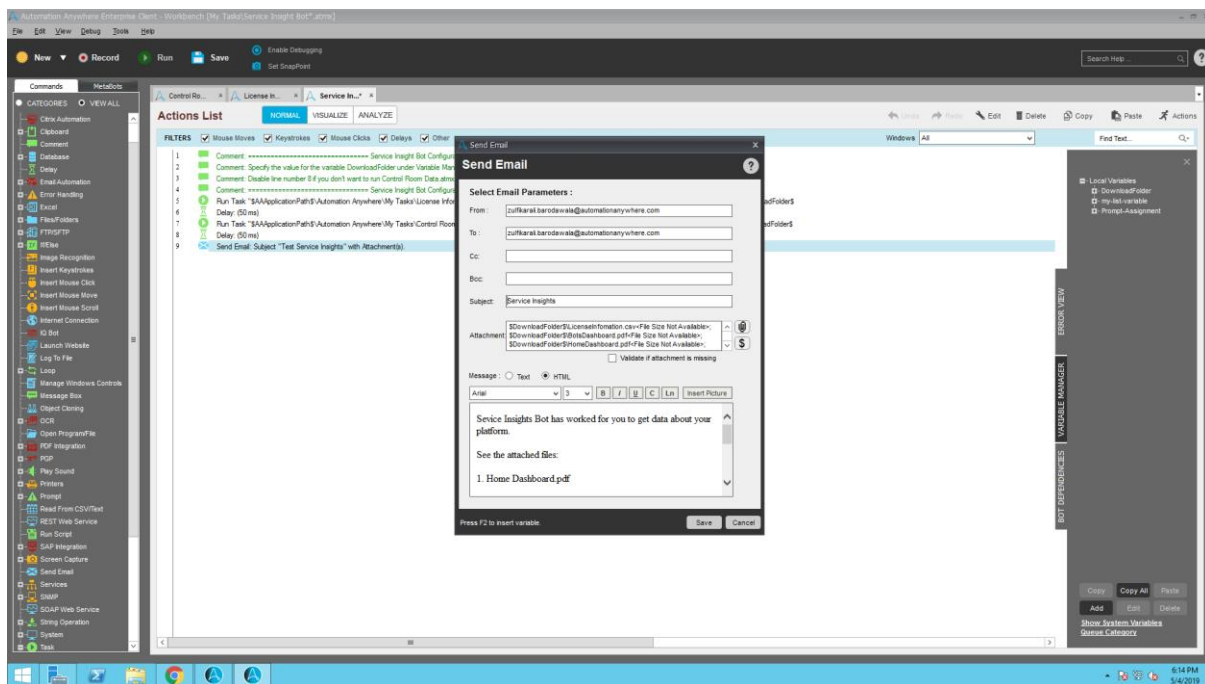 Automation Anywhere Enterprise Client - Workbench [My Tasks\Service Insight Bot*.atmx]
File Edit View Debug Tools Help
New Record Run Save
Enable Debugging
Set SnapPoint
Search Help...
Commands MetaBots
CATEGORIES VIEW ALL
Citrix Automation
Clipboard
Comment
Database
Delay
Email Automation
Error Handling
Excel
Files/Folders
FTP/SFTP
If/Else
Image Recognition
Insert Keystrokes
Insert Mouse Click
Insert Mouse Move
Insert Mouse Scroll
Internet Connection
IQ Bot
Launch Website
Log To File
Loop
Manage Windows Controls
Message Box
Object Cloning
OCR
Open Program/File
PDF Integration
PGP
Play Sound
Printers
Prompt
Read From CSV/Text
REST Web Service
Run Script
SAP Integration
Screen Capture
Send Email
Services
SNMP
SOAP Web Service
String Operation
System
Task
Control Ro... × License In... × Service In...* ×
Actions List NORMAL VISUALIZE ANALYZE
Undo Redo Edit Delete Copy Paste Actions
FILTERS Mouse Moves Keystrokes Mouse Clicks Delays Other
Windows All
Find Text...
1 Comment: ================================ Service Insight Bot Configur
2 Comment: Specify the value for the variable DownloadFolder under Variable Man
3 Comment: Disable line number 8 if you don't want to run Control Room Data.atmx
4 Comment: ================================ Service Insight Bot Configur
5 Run Task "$AAApplicationPath$\Automation Anywhere\My Tasks\License Infor
adFolder$
6 Delay: (50 ms)
7 Run Task "$AAApplicationPath$\Automation Anywhere\My Tasks\Control Room
adFolder$
8 Delay: (50 ms)
9 Send Email: Subject "Test Service Insights" with Attachment(s).
Send Email X
Send Email ?
Select Email Parameters :
From : zulfikarali.barodawala@automationanywhere.com
To : zulfikarali.barodawala@automationanywhere.com
Cc:
Bcc:
Subject: Service Insights
Attachment:
$DownloadFolder$\LicenseInfomation.csv<File Size Not Available>;
$DownloadFolder$\BotsDashboard.pdf<File Size Not Available>;
$DownloadFolder$\HomeDashboard.pdf<File Size Not Available>;
$
Validate if attachment is missing
Message : Text HTML
Arial 3 B I U C Ln Insert Picture
Sevice Insights Bot has worked for you to get data about your
platform.
See the attached files:
1. Home Dashboard.pdf
Press F2 to insert variable.
Save Cancel
ERROR VIEW
VARIABLE MANAGER
BOT DEPENDENCIES
Local Variables
DownloadFolder
my-list-variable
Prompt-Assignment
Copy Copy All Paste
Add Edit Delete
Show System Variables
Queue Category
6:14 PM
5/4/2019